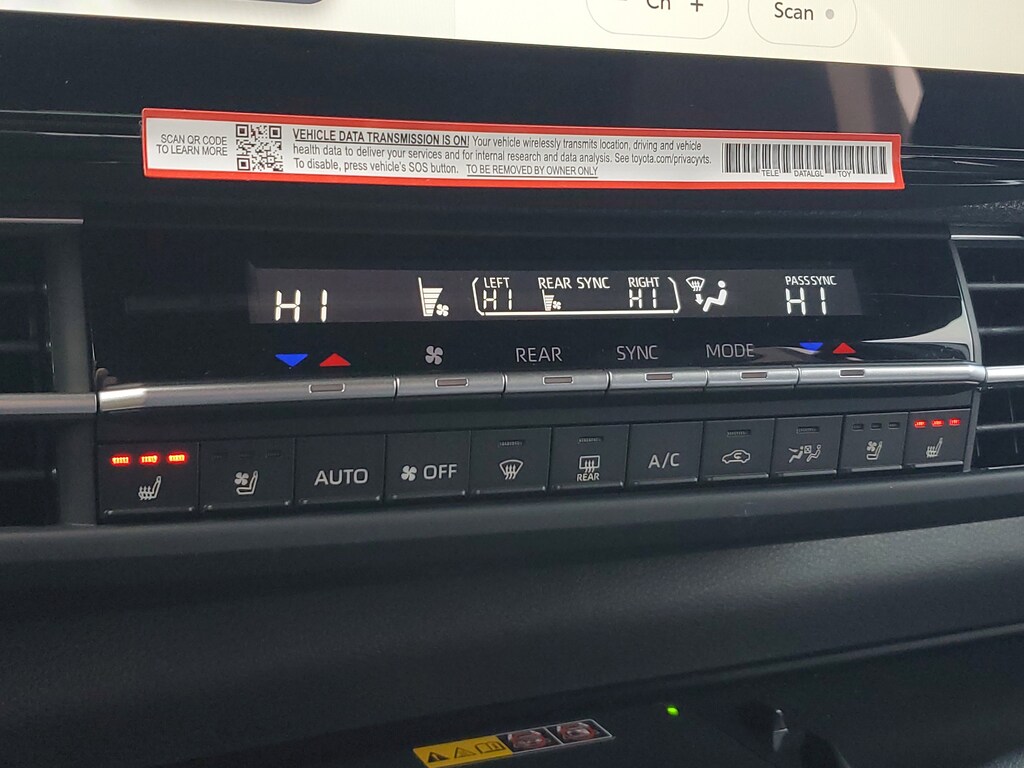 Ch +
Scan
SCAN QR CODE
TO LEARN MORE
VEHICLE DATA TRANSMISSION IS ON! Your vehicle wirelessly transmits location, driving and vehicle
health data to deliver your services and for internal research and data analysis. See toyota.com/privacyvts.
To disable, press vehicle's SOS button. TO BE REMOVED BY OWNER ONLY
TELE DATALGL TOY
LEFT REAR SYNC RIGHT PASS SYNC
HI HI HI HI
REAR SYNC MODE
AUTO OFF REAR A/C